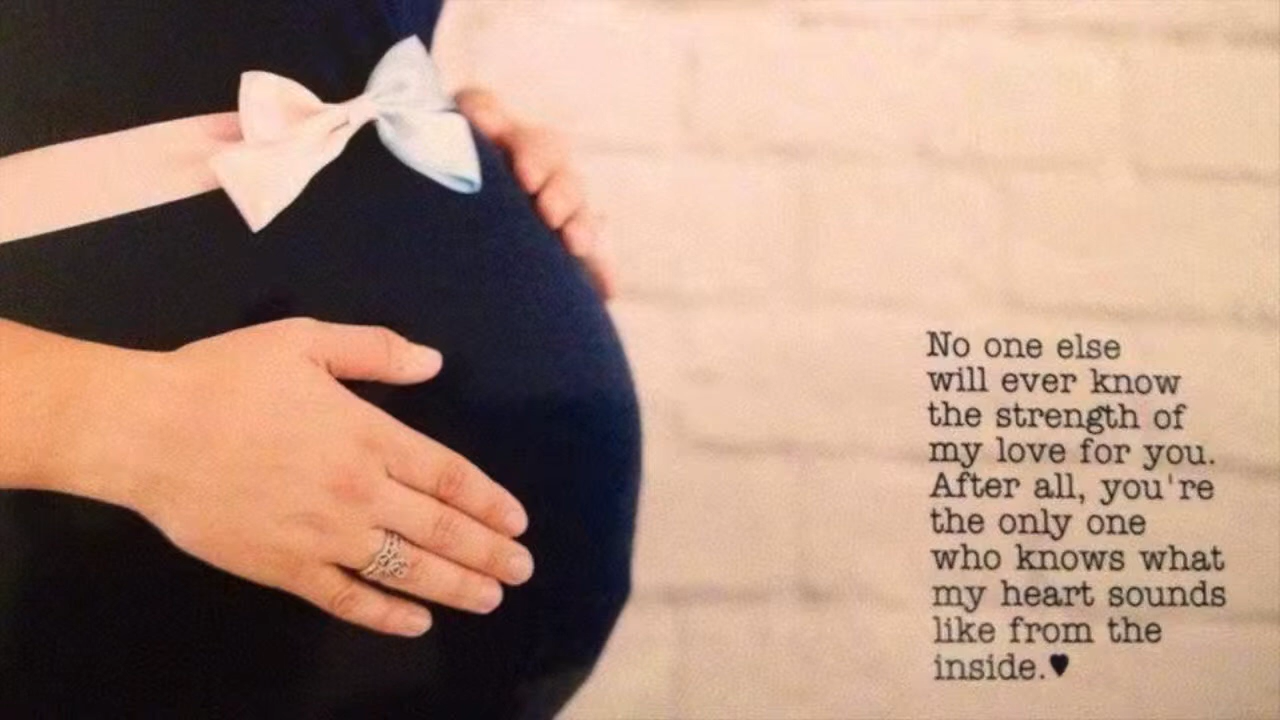 No one else
will ever know
the strength of
my love for you.
After all, you're
the only one
who knows what
my heart sounds
like from the
inside.♥